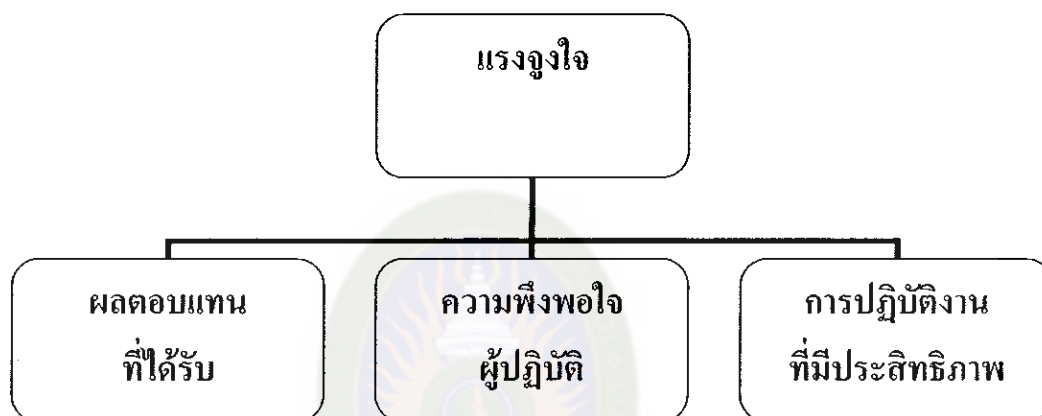 แรงจูงใจ
ผลตอบแทน
ที่ได้รับ
ความพึงพอใจ
ผู้ปฏิบัติ
การปฏิบัติงาน
ที่มีประสิทธิภาพ